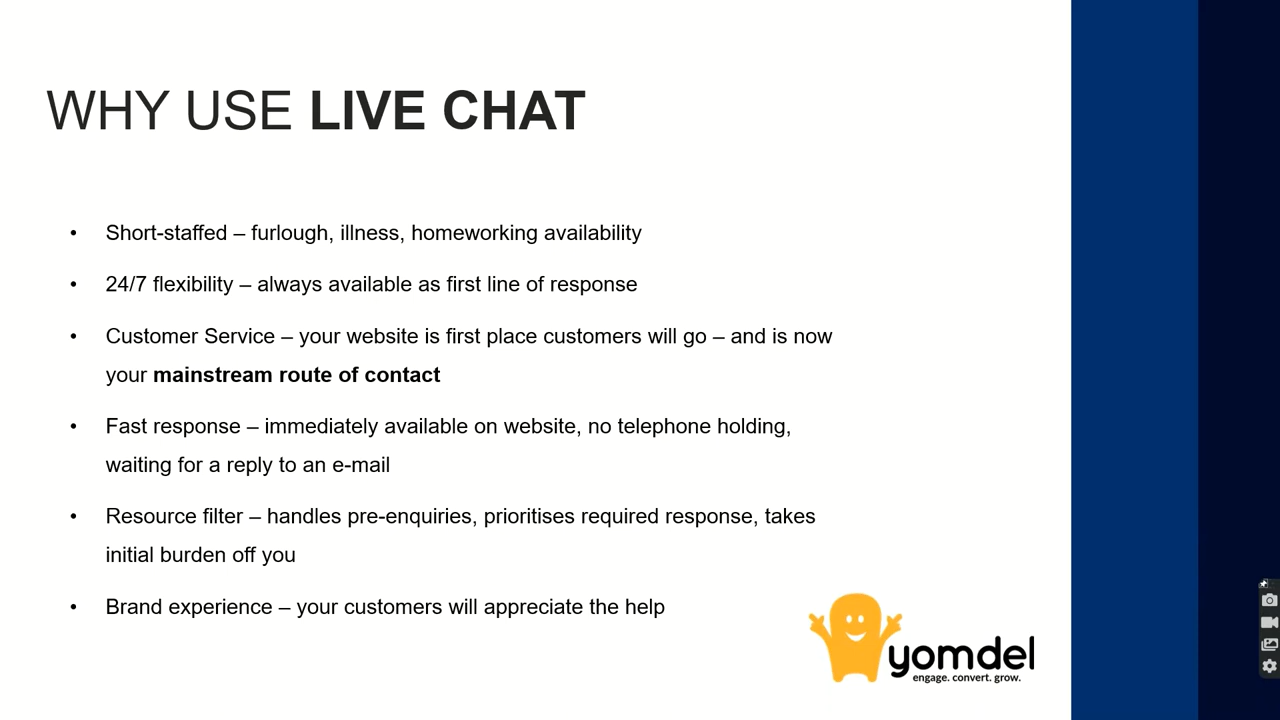 WHY USE LIVE CHAT
• Short-staffed – furlough, illness, homeworking availability
• 24/7 flexibility – always available as first line of response
• Customer Service – your website is first place customers will go – and is now
your mainstream route of contact
• Fast response – immediately available on website, no telephone holding,
waiting for a reply to an e-mail
• Resource filter – handles pre-enquiries, prioritises required response, takes
initial burden off you
• Brand experience – your customers will appreciate the help
yomdel
engage. convert. grow.